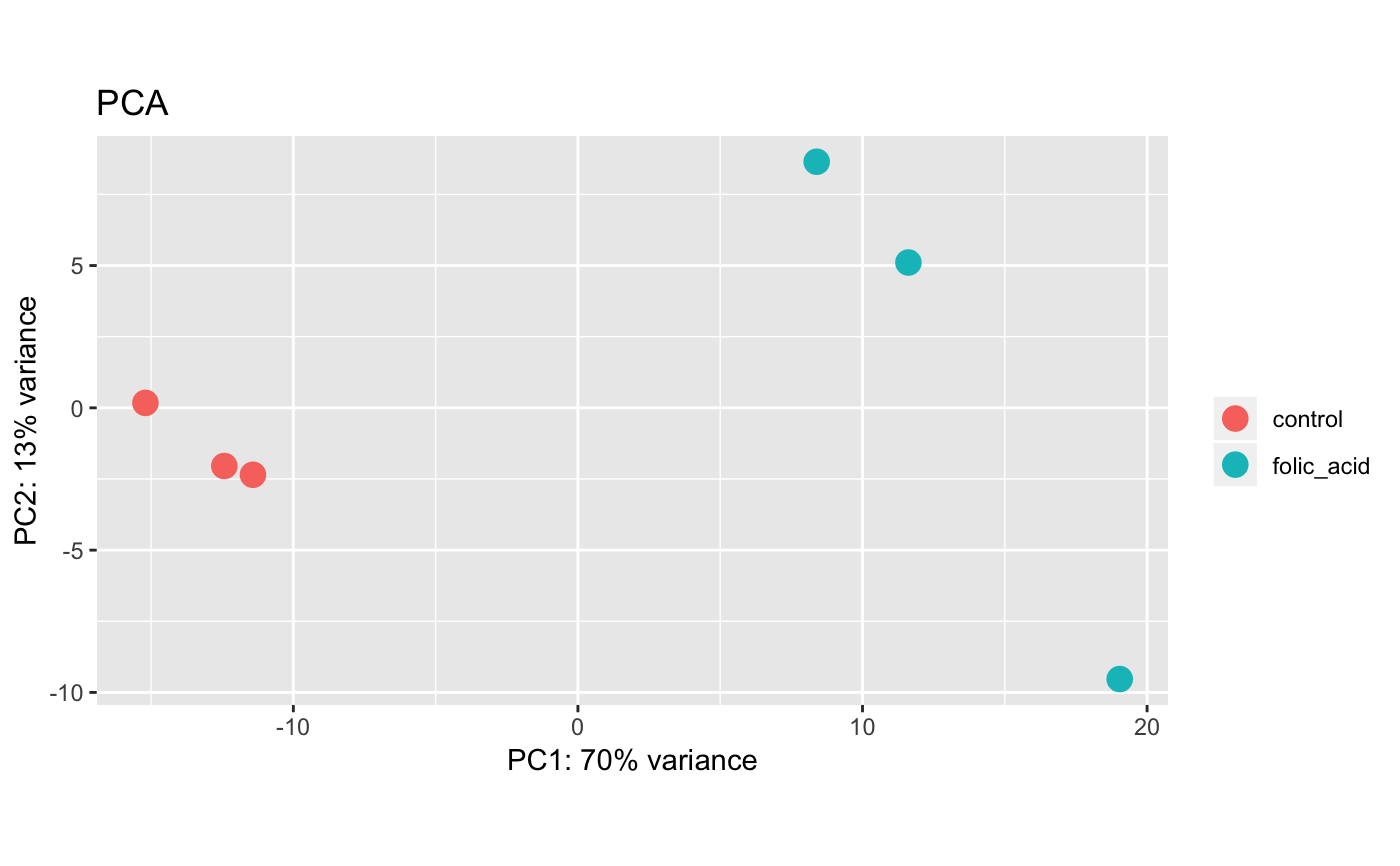 PCA
PC2: 13% variance
5
0
-5
-10
-10
0
10
20
PC1: 70% variance
control
folic_acid